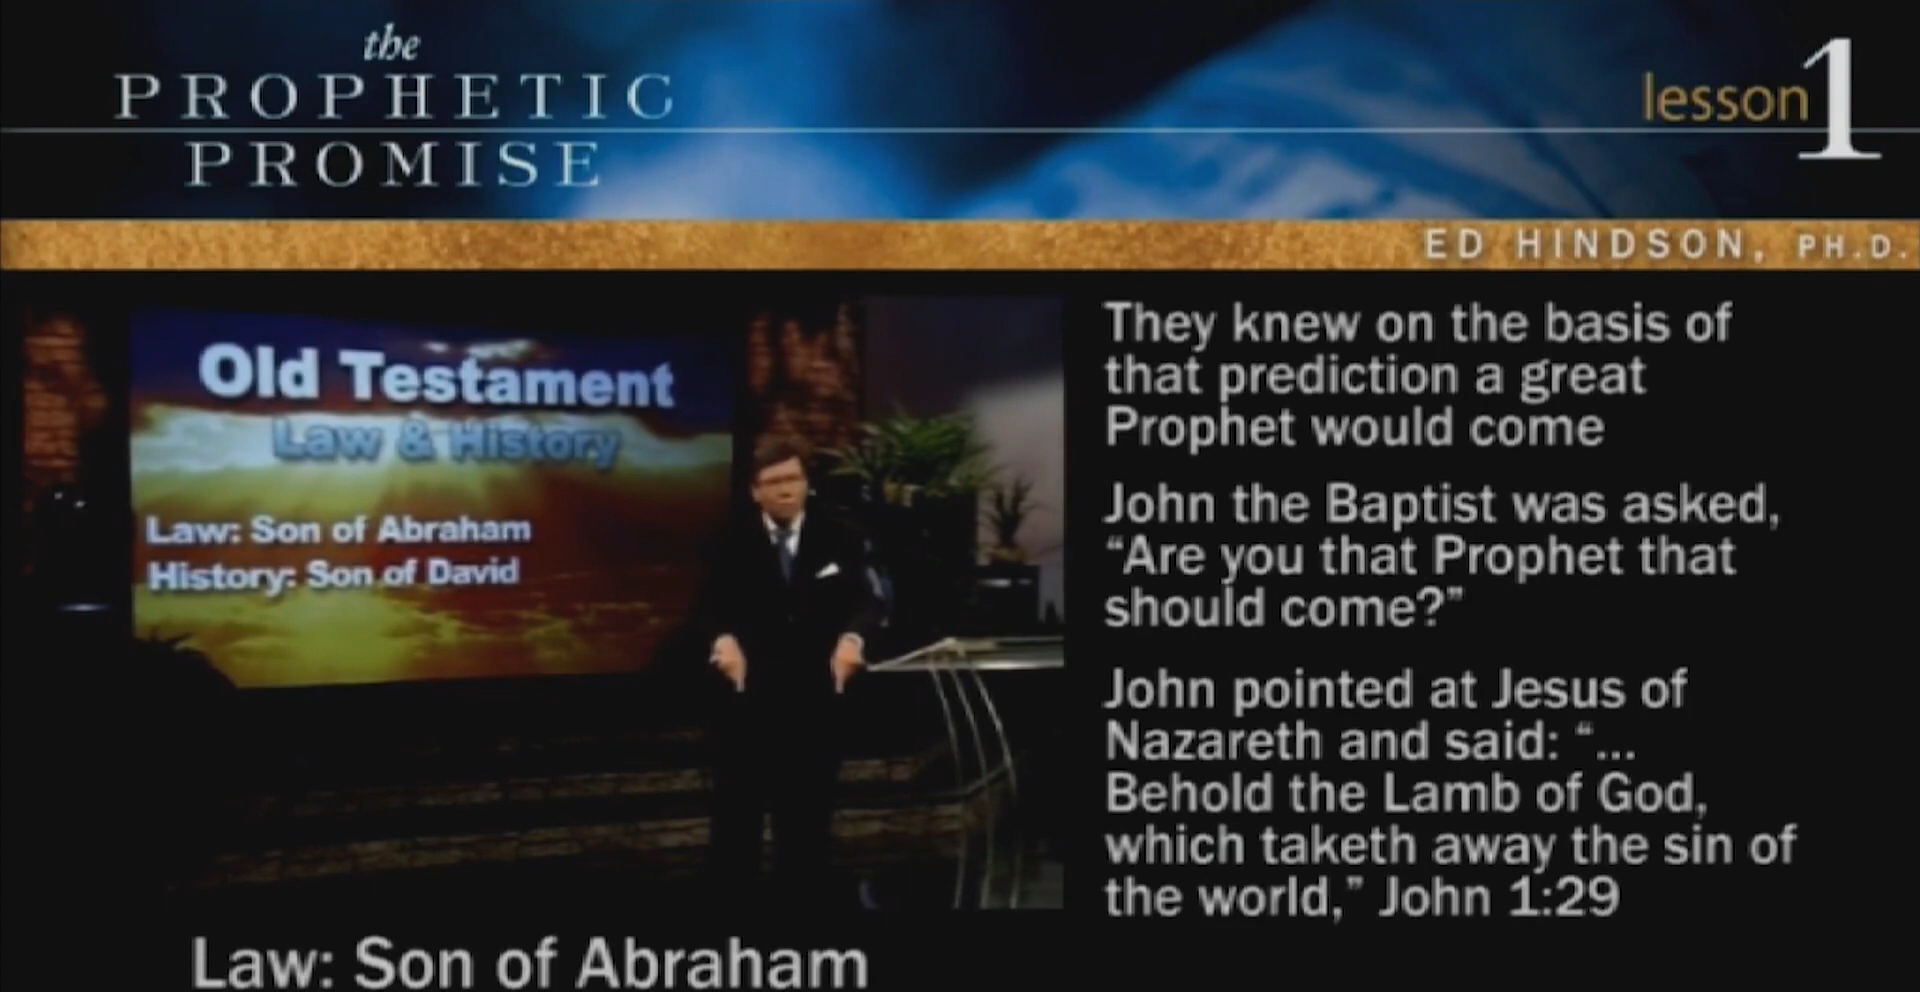 the
PROPHETIC
PROMISE
lesson 1
ED HINDSON, PH.D.
Old Testament
Law & History
Law: Son of Abraham
History: Son of David
They knew on the basis of
that prediction a great
Prophet would come
John the Baptist was asked,
“Are you that Prophet that
should come?”
John pointed at Jesus of
Nazareth and said: “...
Behold the Lamb of God,
which taketh away the sin of
the world,” John 1:29
Law: Son of Abraham